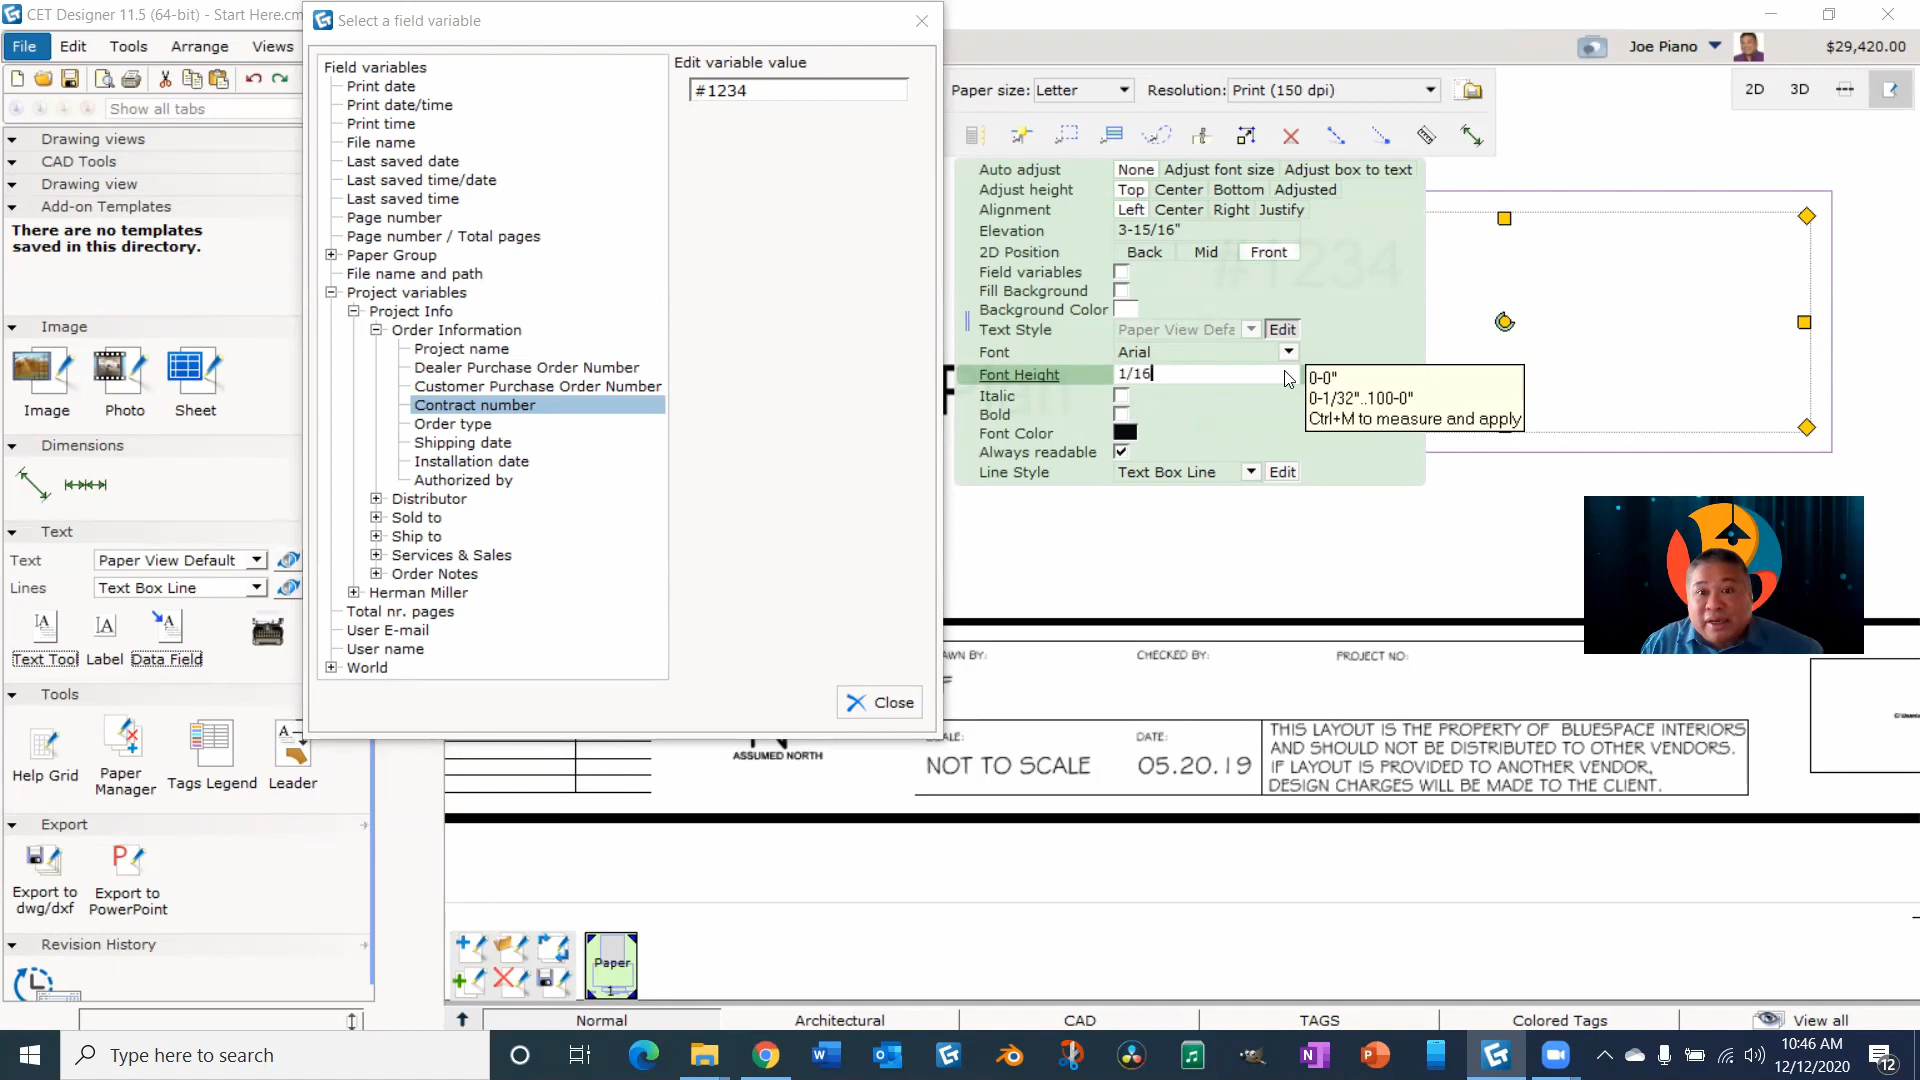 CET Designer 11.5 (64-bit) - Start Here.cm
Select a field variable
File Edit Tools Arrange Views
Joe Piano
$29,420.00
Show all tabs
Drawing views
CAD Tools
Drawing view
Add-on Templates
There are no templates
saved in this directory.
Image
Image Photo Sheet
Dimensions
Text
Text Paper View Default
Lines Text Box Line
Text Tool Label Data Field
Tools
Help Grid
Paper
Manager
Tags Legend
Leader
Export
Export to
dwg/dxf
Export to
PowerPoint
Revision History
Field variables
Print date
Print date/time
Print time
File name
Last saved date
Last saved time/date
Last saved time
Page number
Page number / Total pages
Paper Group
File name and path
Project variables
Project Info
Order Information
Project name
Dealer Purchase Order Number
Customer Purchase Order Number
Contract number
Order type
Shipping date
Installation date
Authorized by
Distributor
Sold to
Ship to
Services & Sales
Order Notes
Herman Miller
Total nr. pages
User E-mail
User name
World
Edit variable value
#1234
Close
Paper size: Letter
Resolution: Print (150 dpi)
2D 3D
Auto adjust None Adjust font size Adjust box to text
Adjust height Top Center Bottom Adjusted
Alignment Left Center Right Justify
Elevation 3-15/16"
2D Position Back Mid Front
Field variables
Fill Background
Background Color
Text Style Paper View Defa Edit
Font Arial
Font Height 1/16
Italic
Bold
Font Color
Always readable
Line Style Text Box Line Edit
#1234
0-0"
0-1/32"..100-0"
Ctrl+M to measure and apply
WN BY:
CHECKED BY:
PROJECT NO:
ASSUMED NORTH
NOT TO SCALE
DATE:
05.20.19
THIS LAYOUT IS THE PROPERTY OF BLUESPACE INTERIORS
AND SHOULD NOT BE DISTRIBUTED TO OTHER VENDORS.
IF LAYOUT IS PROVIDED TO ANOTHER VENDOR,
DESIGN CHARGES WILL BE MADE TO THE CLIENT.
Paper
1
Normal Architectural CAD TAGS Colored Tags View all
Type here to search
10:46 AM
12/12/2020
12